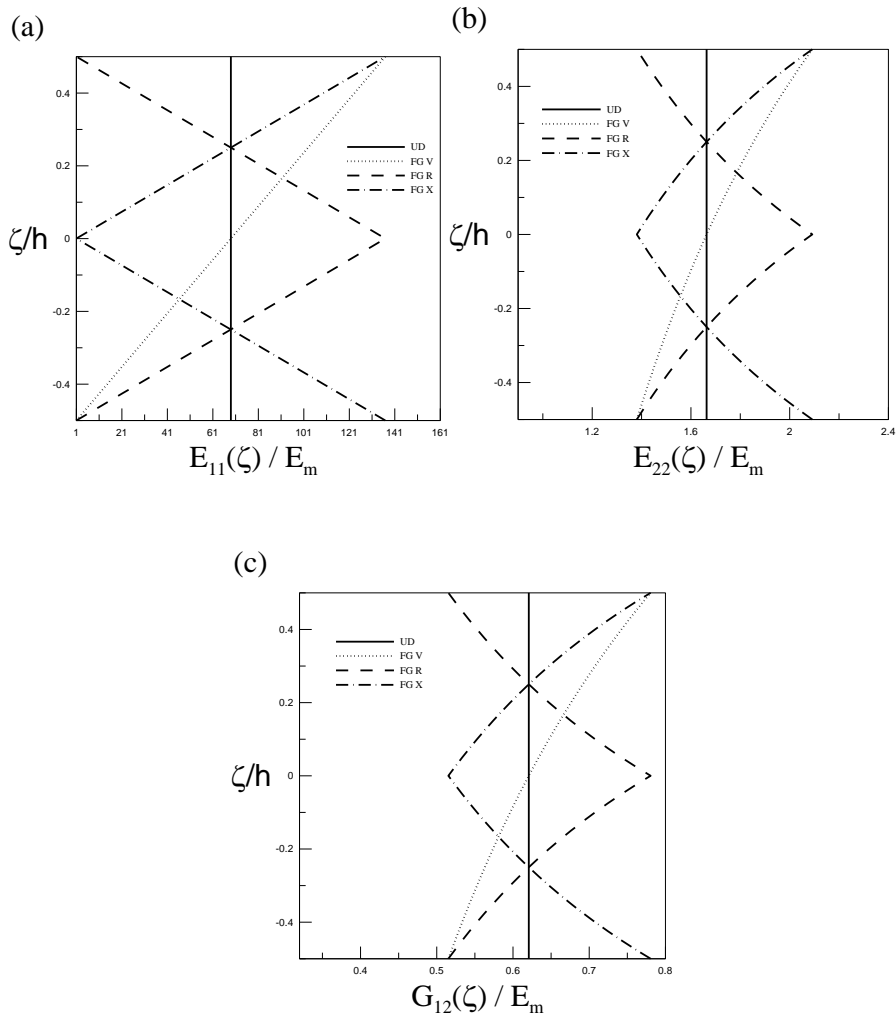 (a)
0.4
0.2
0
-0.2
-0.4
ζ/h
UD
FG V
FG R
FG X
1 21 41 61 81 101 121 141 161
E₁₁(ζ) / Eₘ
(b)
0.4
0.2
0
-0.2
-0.4
ζ/h
UD
FG V
FG R
FG X
1.2 1.6 2 2.4
E₂₂(ζ) / Eₘ
(c)
0.4
0.2
0
-0.2
-0.4
ζ/h
UD
FG V
FG R
FG X
0.4 0.5 0.6 0.7 0.8
G₁₂(ζ) / Eₘ